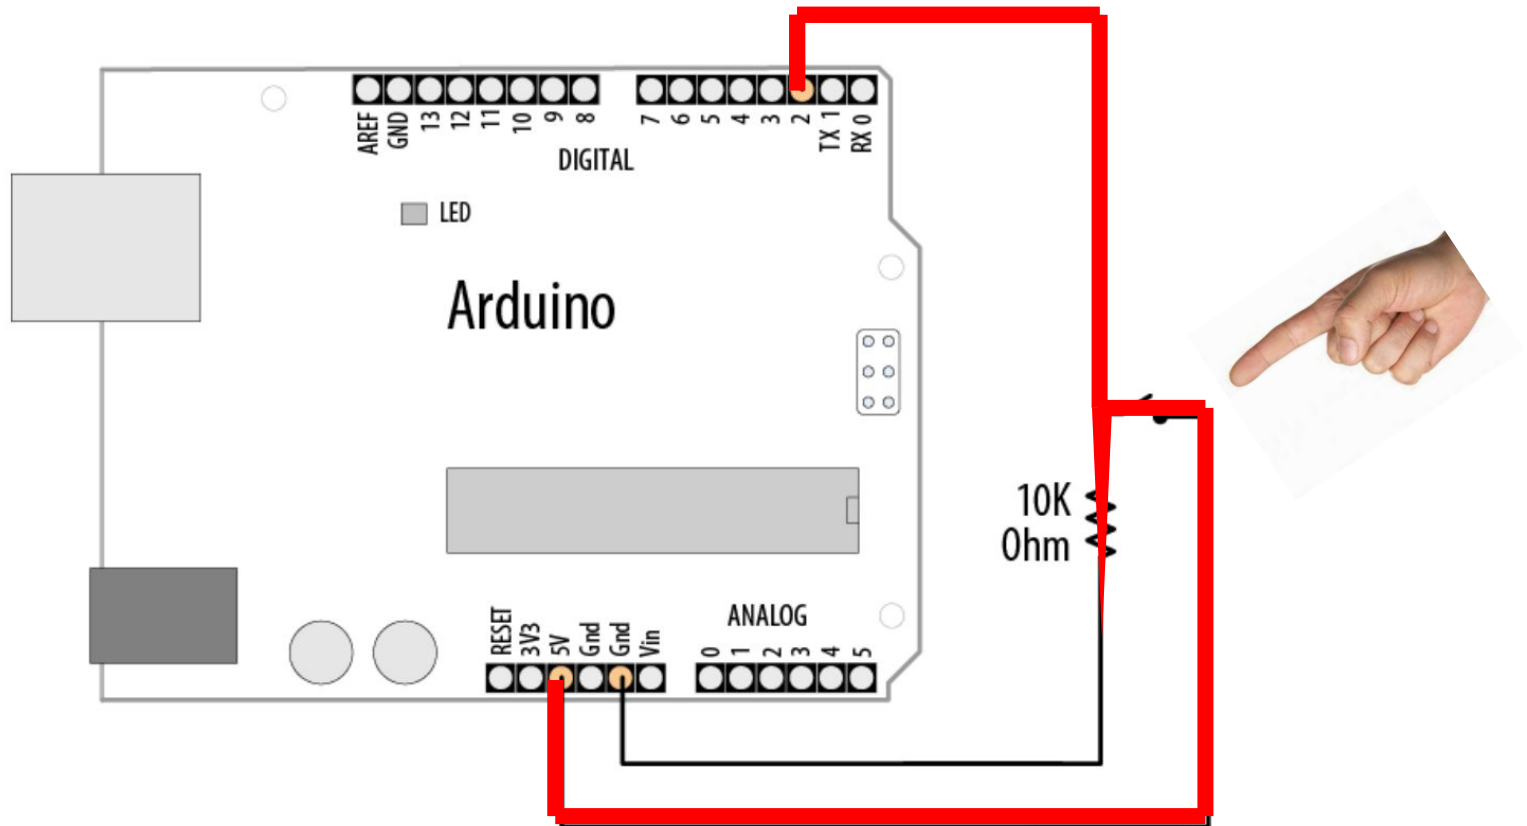 AREF
GND
13
12
11
10
9
8
7
6
5
4
3
2
TX 1
RX 0
DIGITAL
LED
Arduino
10K
Ohm
RESET
3V3
5V
Gnd
Gnd
Vin
ANALOG
0
1
2
3
4
5